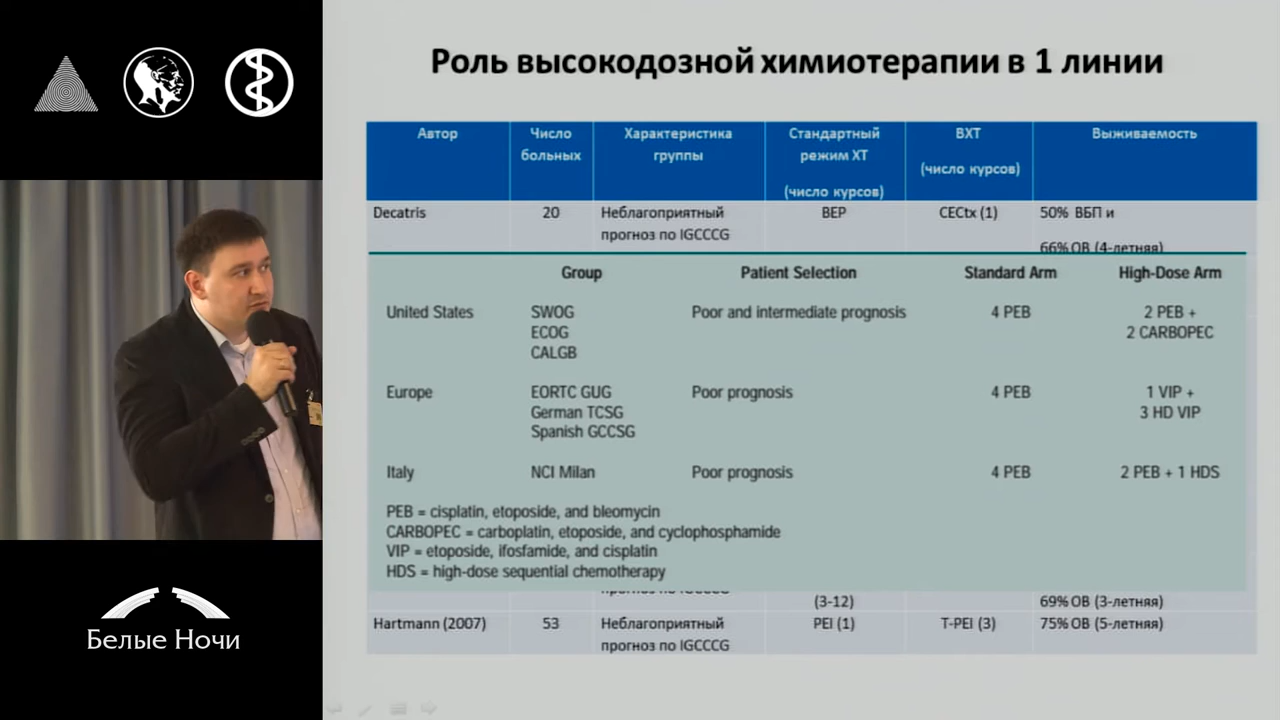 Роль высокодозной химиотерапии в 1 линии
Автор
Число
больных
Характеристика
группы
Стандартный
режим ХТ
(число курсов)
ВХТ
(число курсов)
Выживаемость
Decatris
20
Неблагоприятный
прогноз по IGCCCG
BEP
CECtx (1)
50% ВБП и
66% ОВ (4-летняя)
Group
Patient Selection
Standard Arm
High-Dose Arm
United States
SWOG
ECOG
CALGB
Poor and intermediate prognosis
4 PEB
2 PEB +
2 CARBOPEC
Europe
EORTC GUG
German TCSG
Spanish GCCSG
Poor prognosis
4 PEB
1 VIP +
3 HD VIP
Italy
NCI Milan
Poor prognosis
4 PEB
2 PEB + 1 HDS
PEB = cisplatin, etoposide, and bleomycin
CARBOPEC = carboplatin, etoposide, and cyclophosphamide
VIP = etoposide, ifosfamide, and cisplatin
HDS = high-dose sequential chemotherapy
прогноз по IGCCCG
(3-12)
69% ОВ (3-летняя)
Hartmann (2007)
53
Неблагоприятный
прогноз по IGCCCG
PEI (1)
T-PEI (3)
75% ОВ (5-летняя)
Белые Ночи